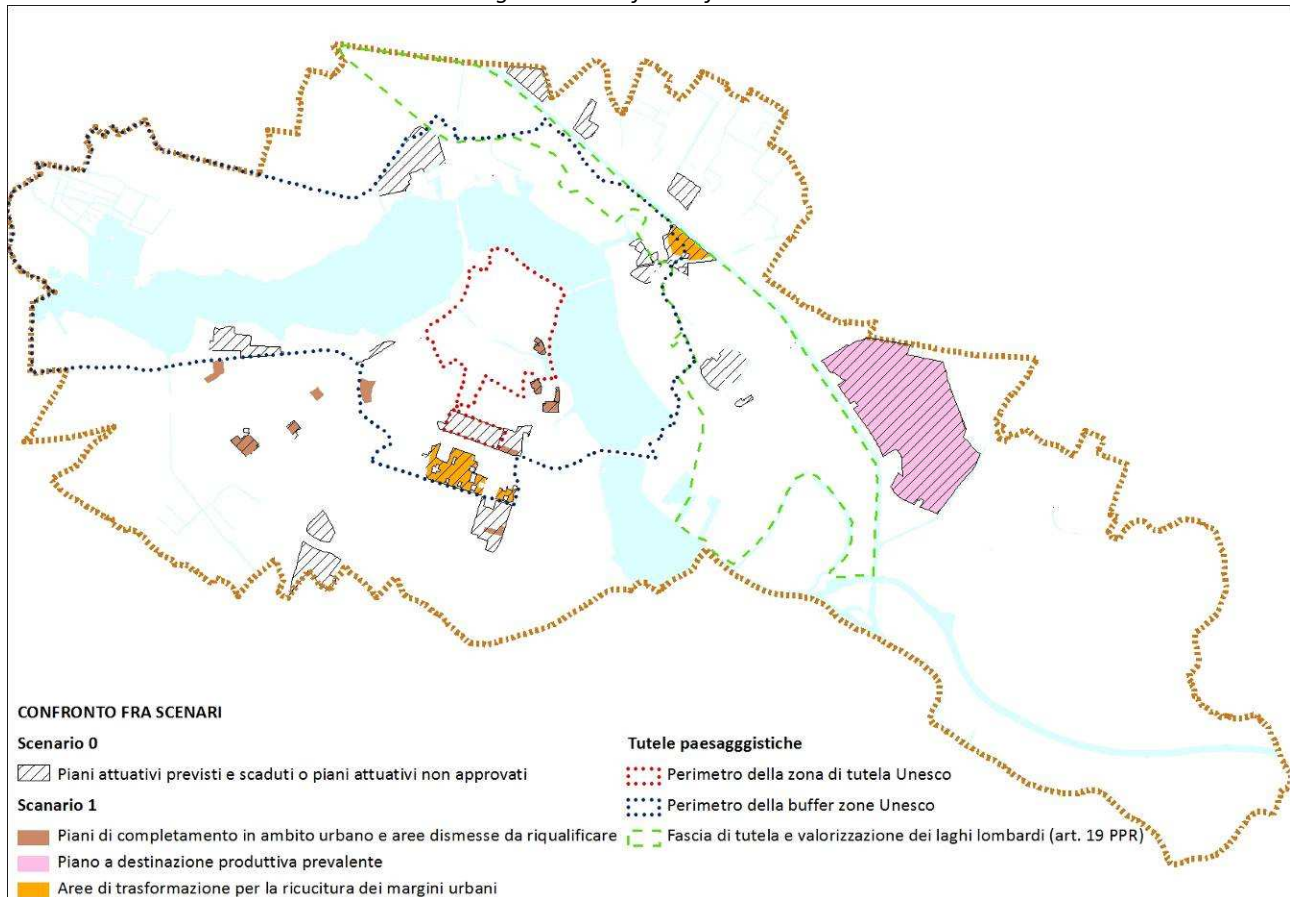 CONFRONTO FRA SCENARI
Scenario 0
Piani attuativi previsti e scaduti o piani attuativi non approvati
Scanario 1
Piani di completamento in ambito urbano e aree dismesse da riqualificare
Piano a destinazione produttiva prevalente
Aree di trasformazione per la ricucitura dei margini urbani
Tutele paesagggistiche
Perimetro della zona di tutela Unesco
Perimetro della buffer zone Unesco
Fascia di tutela e valorizzazione dei laghi lombardi (art. 19 PPR)